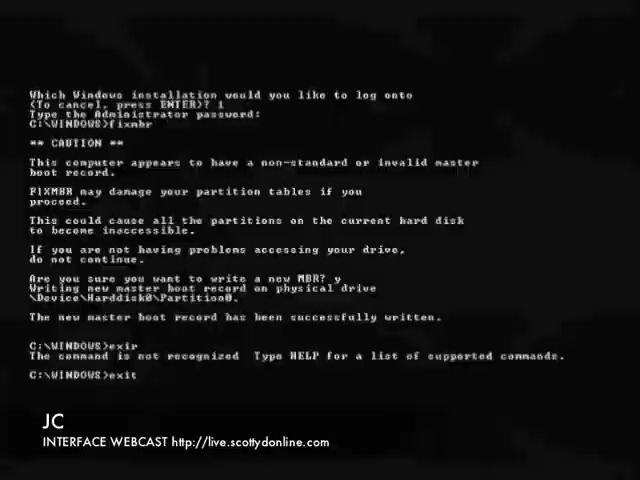 Which Windows installation would you like to log onto
(To cancel, press ENTER)? 1
Type the Administrator password:
C:\WINDOWS>fixmbr
** CAUTION **
This computer appears to have a non-standard or invalid master
boot record.
FIXMBR may damage your partition tables if you
proceed.
This could cause all the partitions on the current hard disk
to become inaccessible.
If you are not having problems accessing your drive,
do not continue.
Are you sure you want to write a new MBR? y
Writing new master boot record on physical drive
\Device\Harddisk0\Partition0.
The new master boot record has been successfully written.
C:\WINDOWS>exir
The command is not recognized  Type HELP for a list of supported commands.
C:\WINDOWS>exit
JC
INTERFACE WEBCAST http://live.scottydonline.com